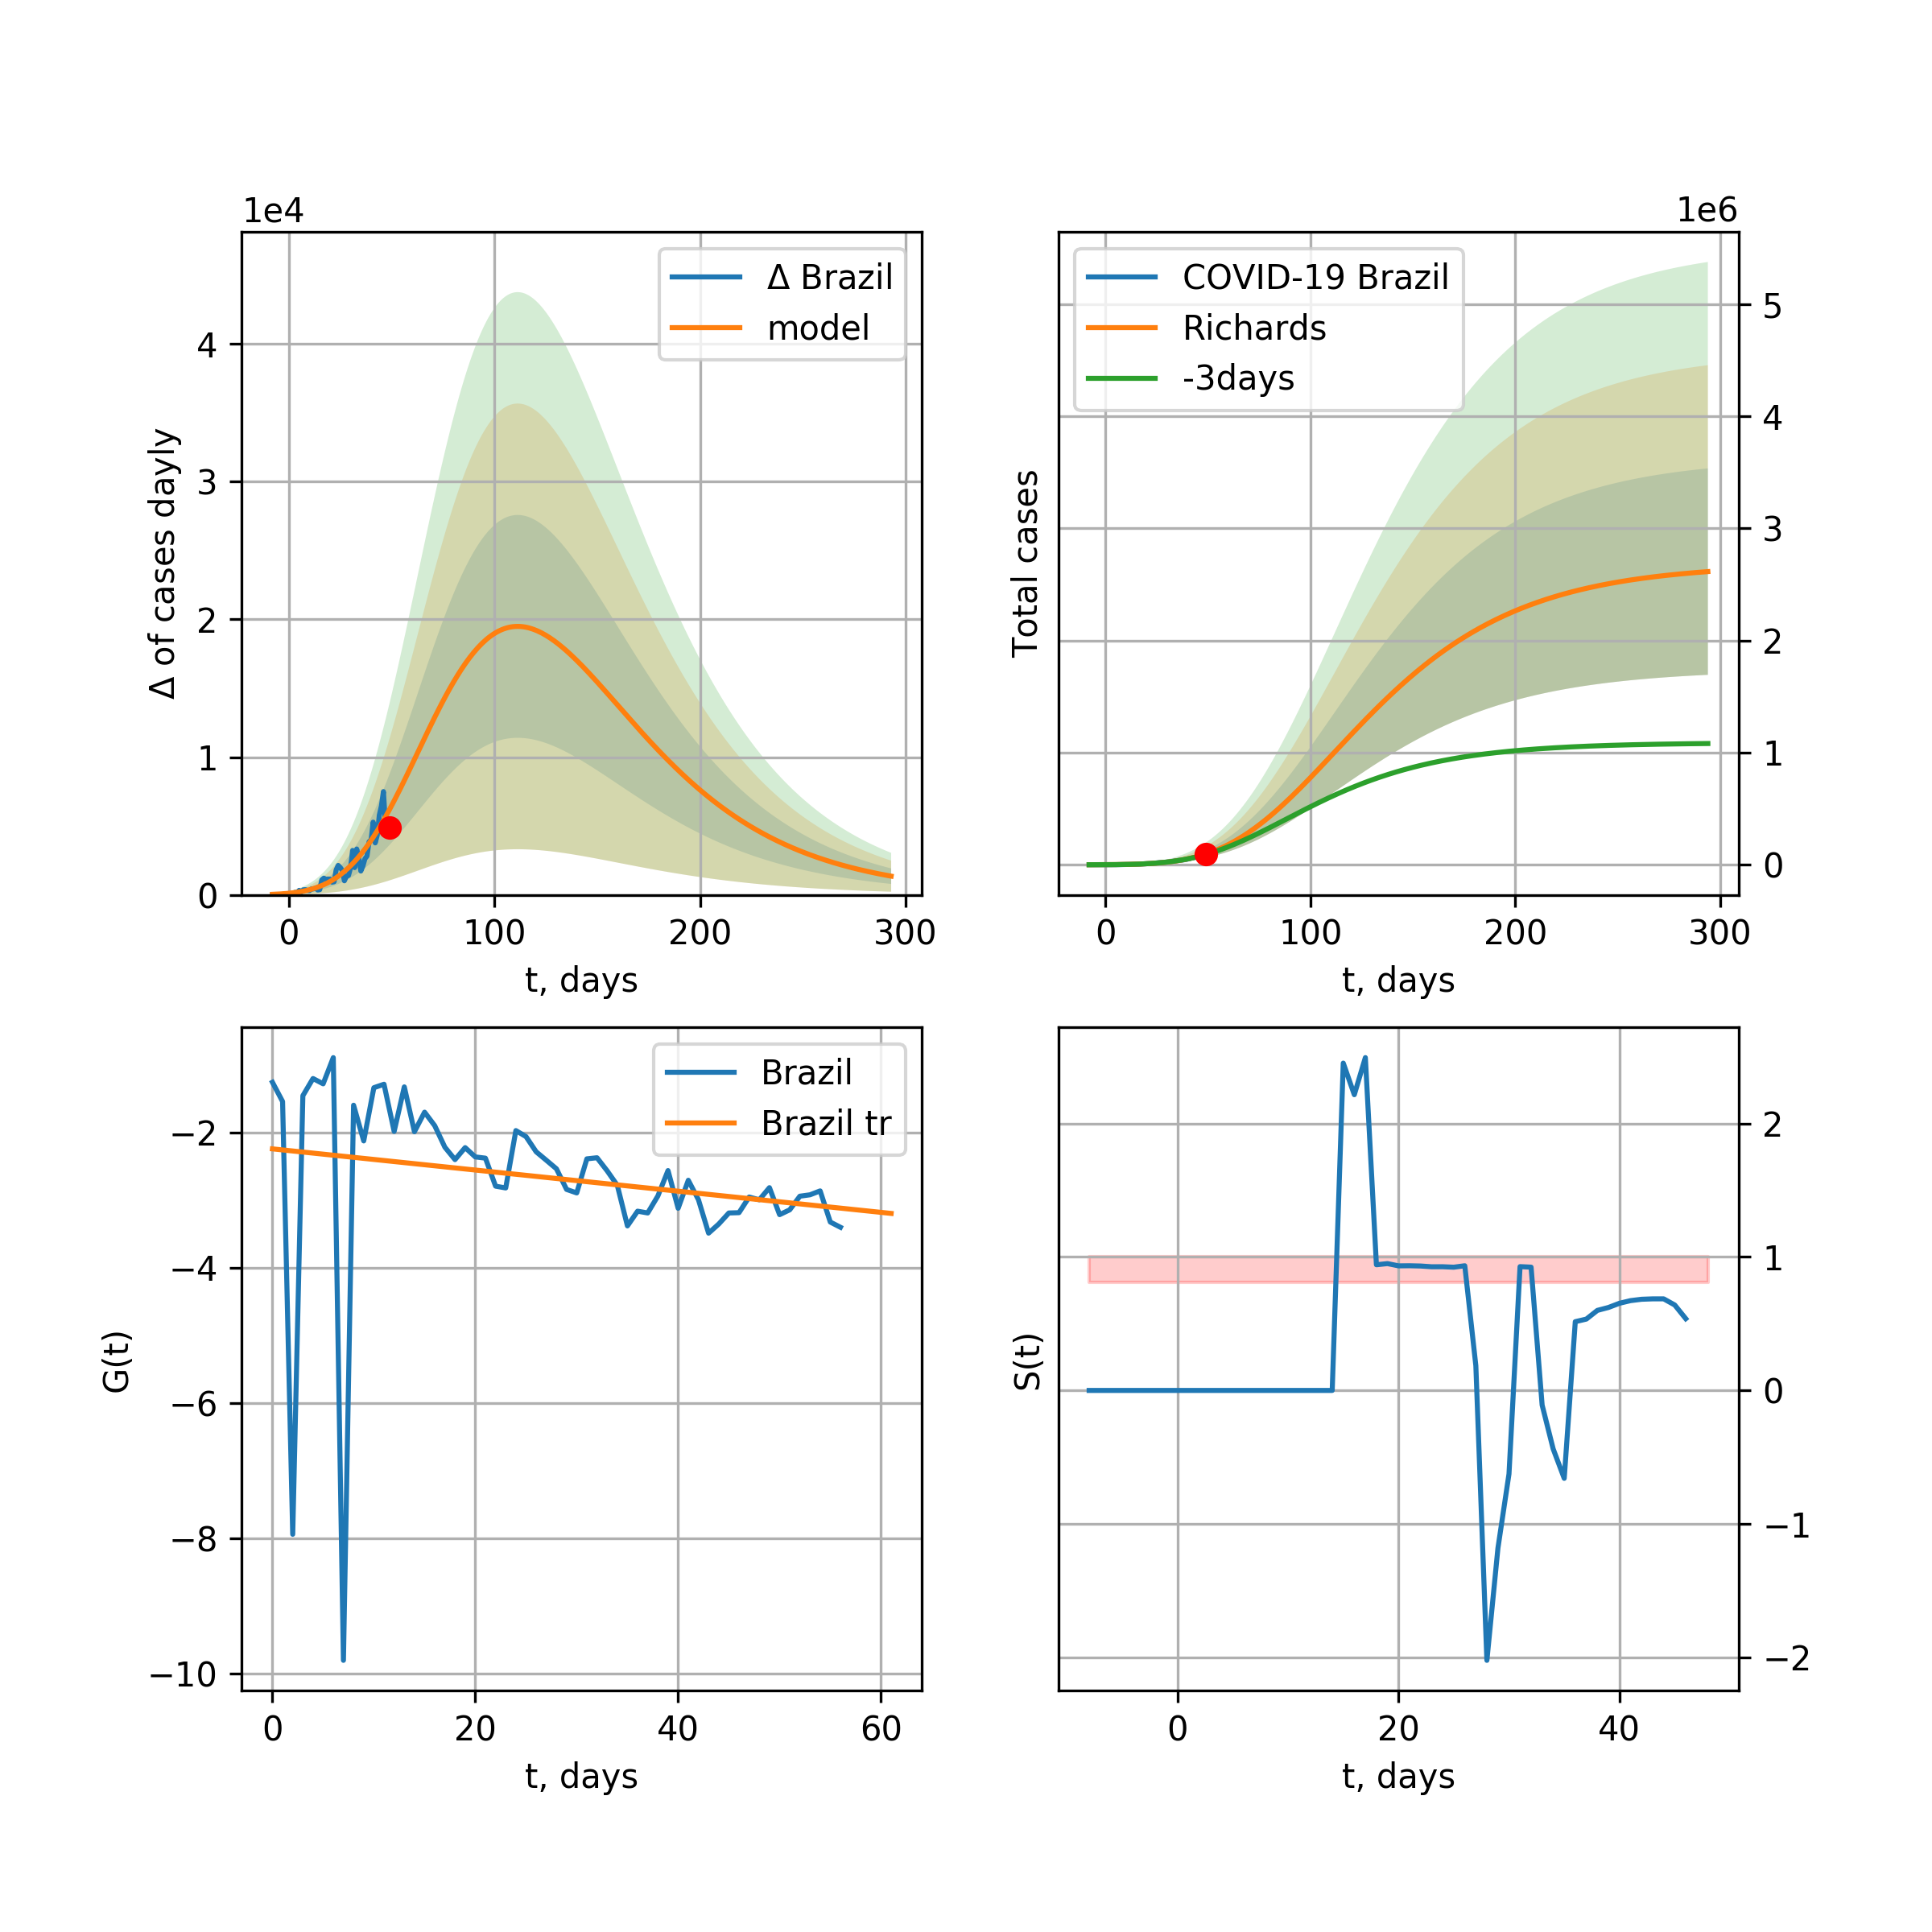 1e4
Δ of cases dayly
4
3
2
1
0
0 100 200 300
t, days
Δ Brazil
model
1e6
Total cases
5
4
3
2
1
0
0 100 200 300
t, days
COVID-19 Brazil
Richards
-3days
G(t)
−2
−4
−6
−8
−10
0 20 40 60
t, days
Brazil
Brazil tr
S(t)
2
1
0
−1
−2
0 20 40
t, days